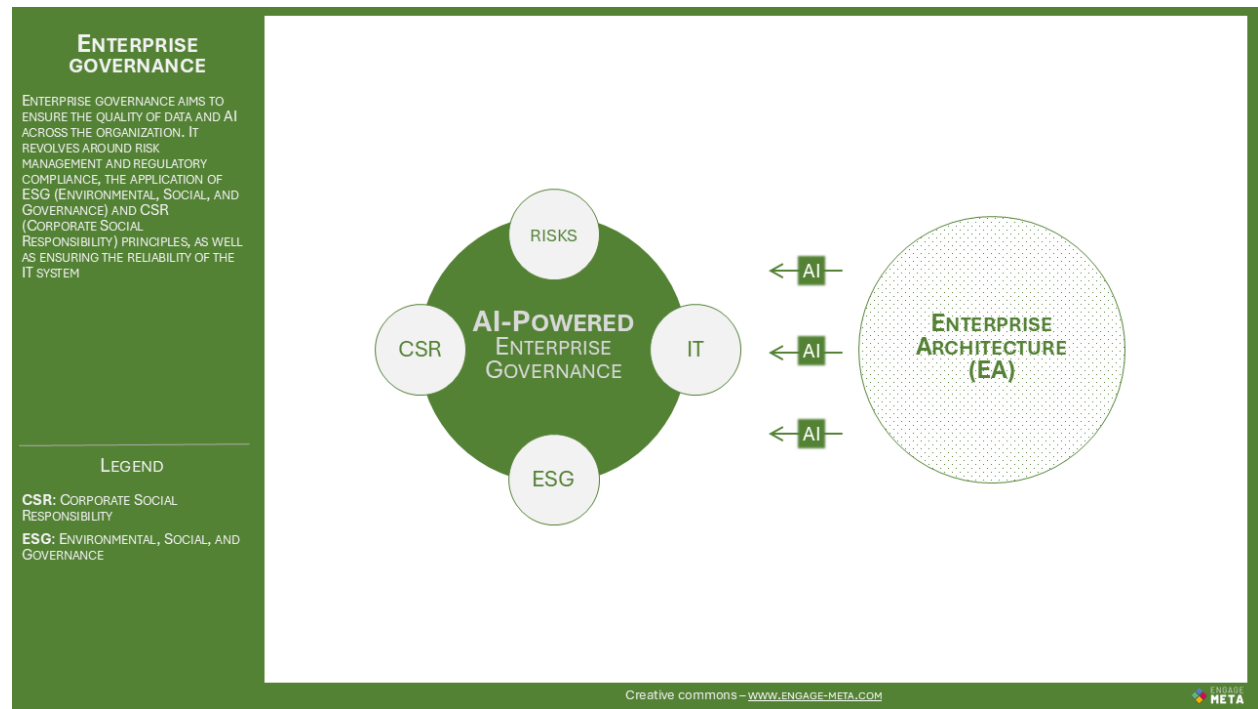 ENTERPRISE
GOVERNANCE
ENTERPRISE GOVERNANCE AIMS TO
ENSURE THE QUALITY OF DATA AND AI
ACROSS THE ORGANIZATION. IT
REVOLVES AROUND RISK
MANAGEMENT AND REGULATORY
COMPLIANCE, THE APPLICATION OF
ESG (ENVIRONMENTAL, SOCIAL, AND
GOVERNANCE) AND CSR
(CORPORATE SOCIAL
RESPONSIBILITY) PRINCIPLES, AS WELL
AS ENSURING THE RELIABILITY OF THE
IT SYSTEM
LEGEND
CSR: CORPORATE SOCIAL
RESPONSIBILITY
ESG: ENVIRONMENTAL, SOCIAL, AND
GOVERNANCE
RISKS
CSR
AI-POWERED
ENTERPRISE
GOVERNANCE
IT
ESG
AI
AI
AI
ENTERPRISE
ARCHITECTURE
(EA)
Creative commons – WWW.ENGAGE-META.COM
ENGAGE
META